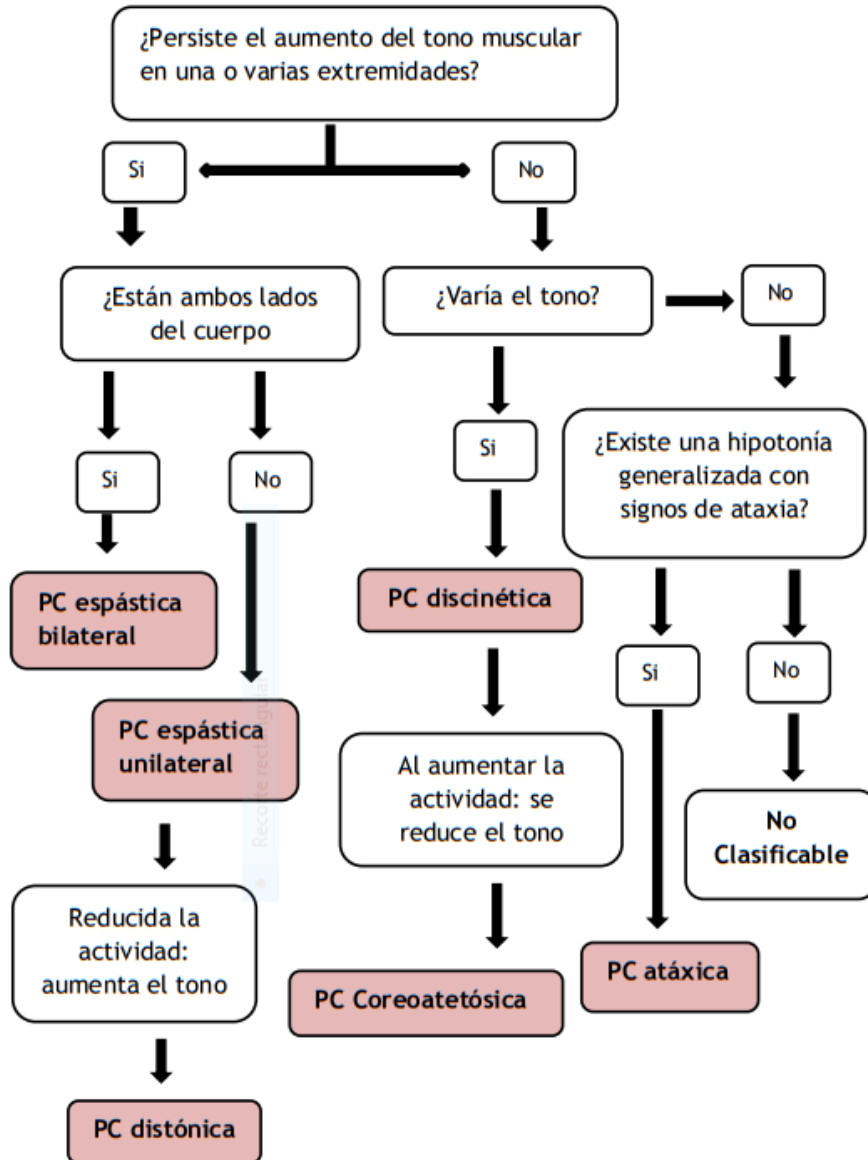 ¿Persiste el aumento del tono muscular
en una o varias extremidades?
Si
No
¿Están ambos lados
del cuerpo
¿Varía el tono?
No
Si
No
Si
¿Existe una hipotonía
generalizada con
signos de ataxia?
PC espástica
bilateral
PC discinética
Si
No
PC espástica
unilateral
Al aumentar la
actividad: se
reduce el tono
No
Clasificable
Reducida la
actividad:
aumenta el tono
PC Coreoatetósica
PC atáxica
PC distónica
Recorte rectangular